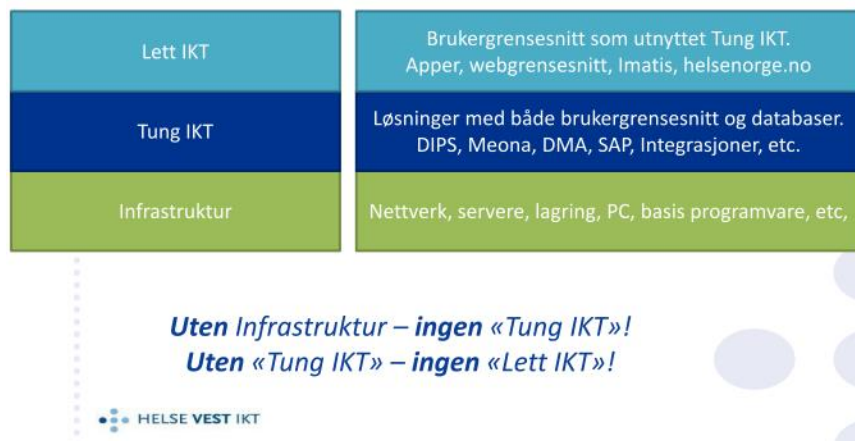 Lett IKT
Brukergrensesnitt som utnyttet Tung IKT.
Apper, webgrensesnitt, Imatis, helsenorge.no
Tung IKT
Løsninger med både brukergrensesnitt og databaser.
DIPS, Meona, DMA, SAP, Integrasjoner, etc.
Infrastruktur
Nettverk, servere, lagring, PC, basis programvare, etc,
Uten Infrastruktur – ingen «Tung IKT»!
Uten «Tung IKT» – ingen «Lett IKT»!
HELSE VEST IKT